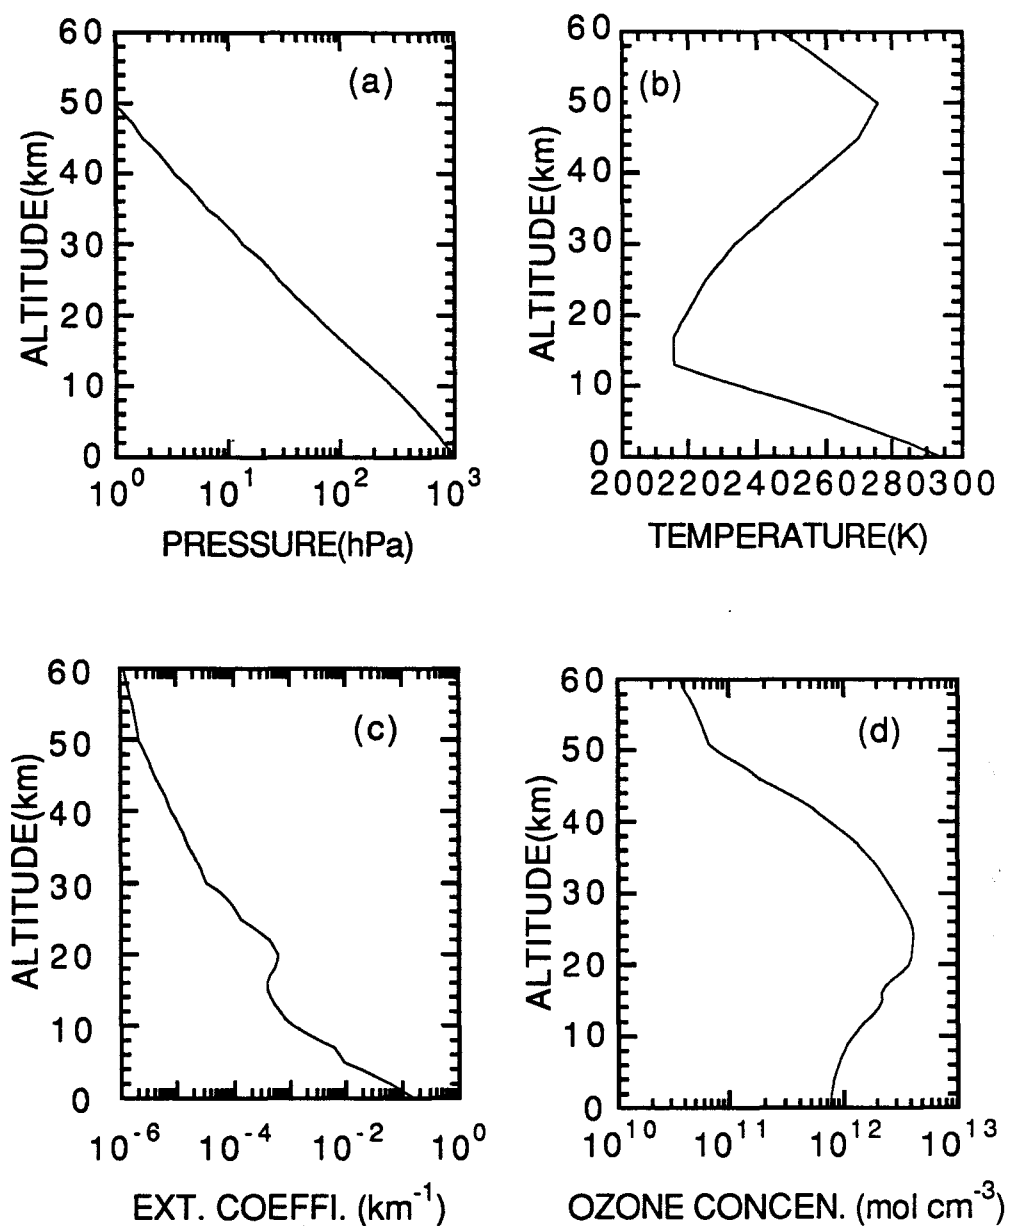 60
50
40
30
20
10
0
ALTITUDE(km)
(a)
10^0 10^1 10^2 10^3
PRESSURE(hPa)
60
50
40
30
20
10
0
ALTITUDE(km)
(b)
200220240260280300
TEMPERATURE(K)
60
50
40
30
20
10
0
ALTITUDE(km)
(c)
10^-6 10^-4 10^-2 10^0
EXT. COEFFI. (km^-1)
60
50
40
30
20
10
0
ALTITUDE(km)
(d)
10^10 10^11 10^12 10^13
OZONE CONCEN. (mol cm^-3)